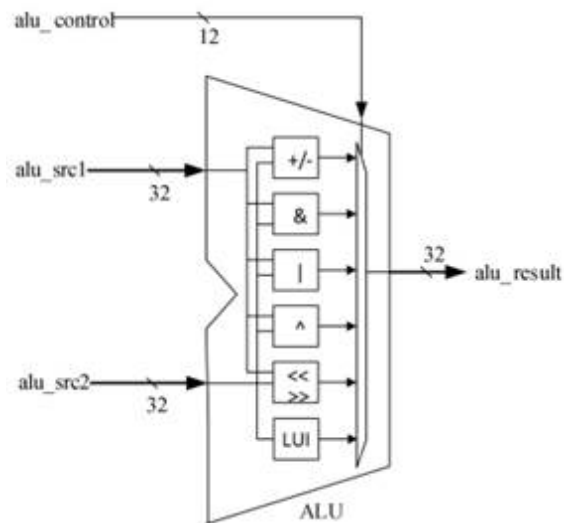 alu_control
12
+/-
alu_src1
32
&
|
32
alu_result
^
<<
>>
alu_src2
32
LUI
ALU